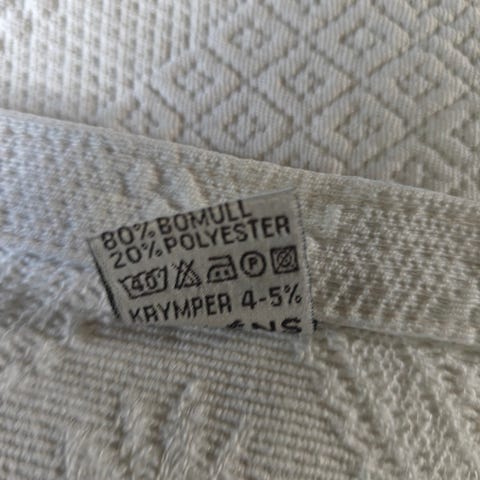 80% BOMULL
20% POLYESTER
40° P
KRYMPER 4-5%